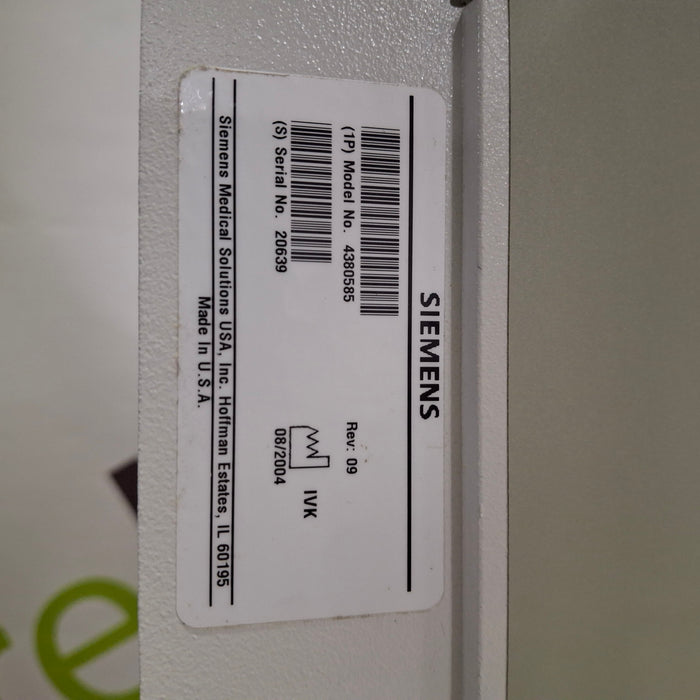 SIEMENS
(1P) Model No. 4380585
Rev: 09
(S) Serial No. 20639
IVK
08/2004
Siemens Medical Solutions USA, Inc. Hoffman Estates, IL 60195
Made In U.S.A.
re